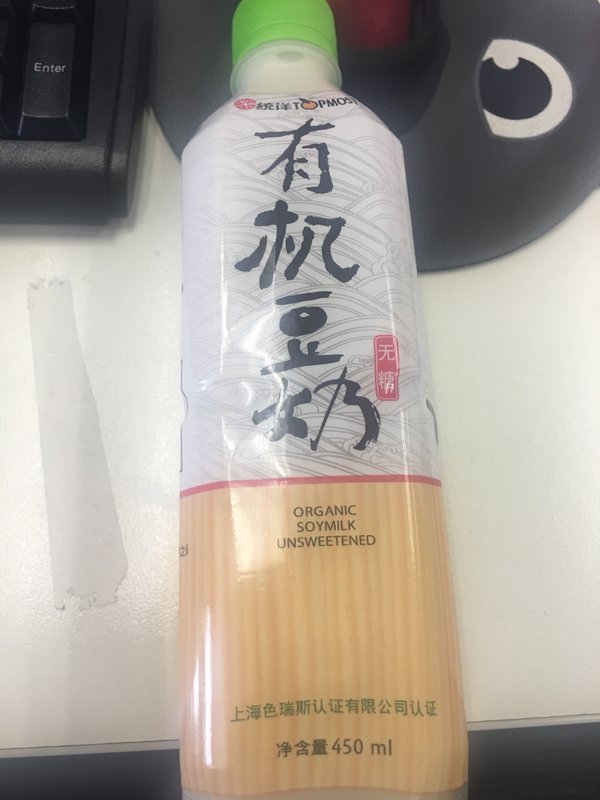 Enter
統洋TOPMOST
有机豆奶
无糖
ORGANIC
SOYMILK
UNSWEETENED
上海色瑞斯认证有限公司认证
净含量450 ml